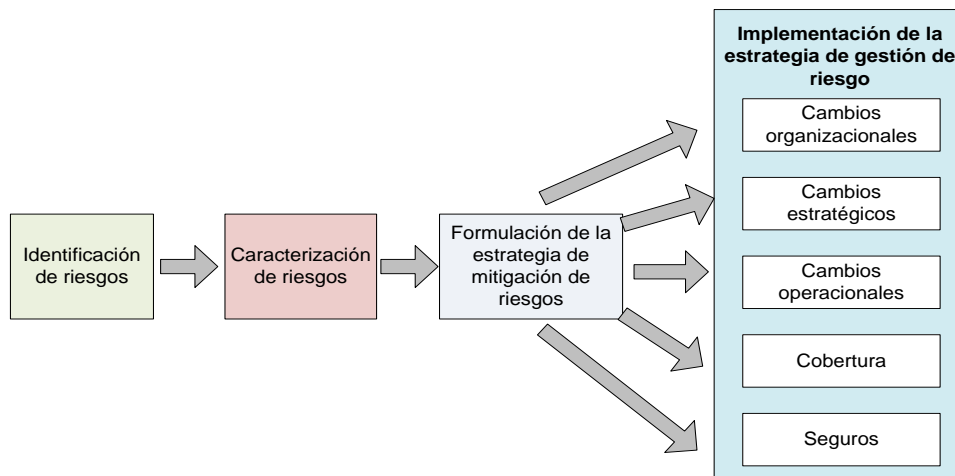 Identificación
de riesgos
Caracterización
de riesgos
Formulación de la
estrategia de
mitigación de
riesgos
Implementación de la
estrategia de gestión de
riesgo
Cambios
organizacionales
Cambios
estratégicos
Cambios
operacionales
Cobertura
Seguros